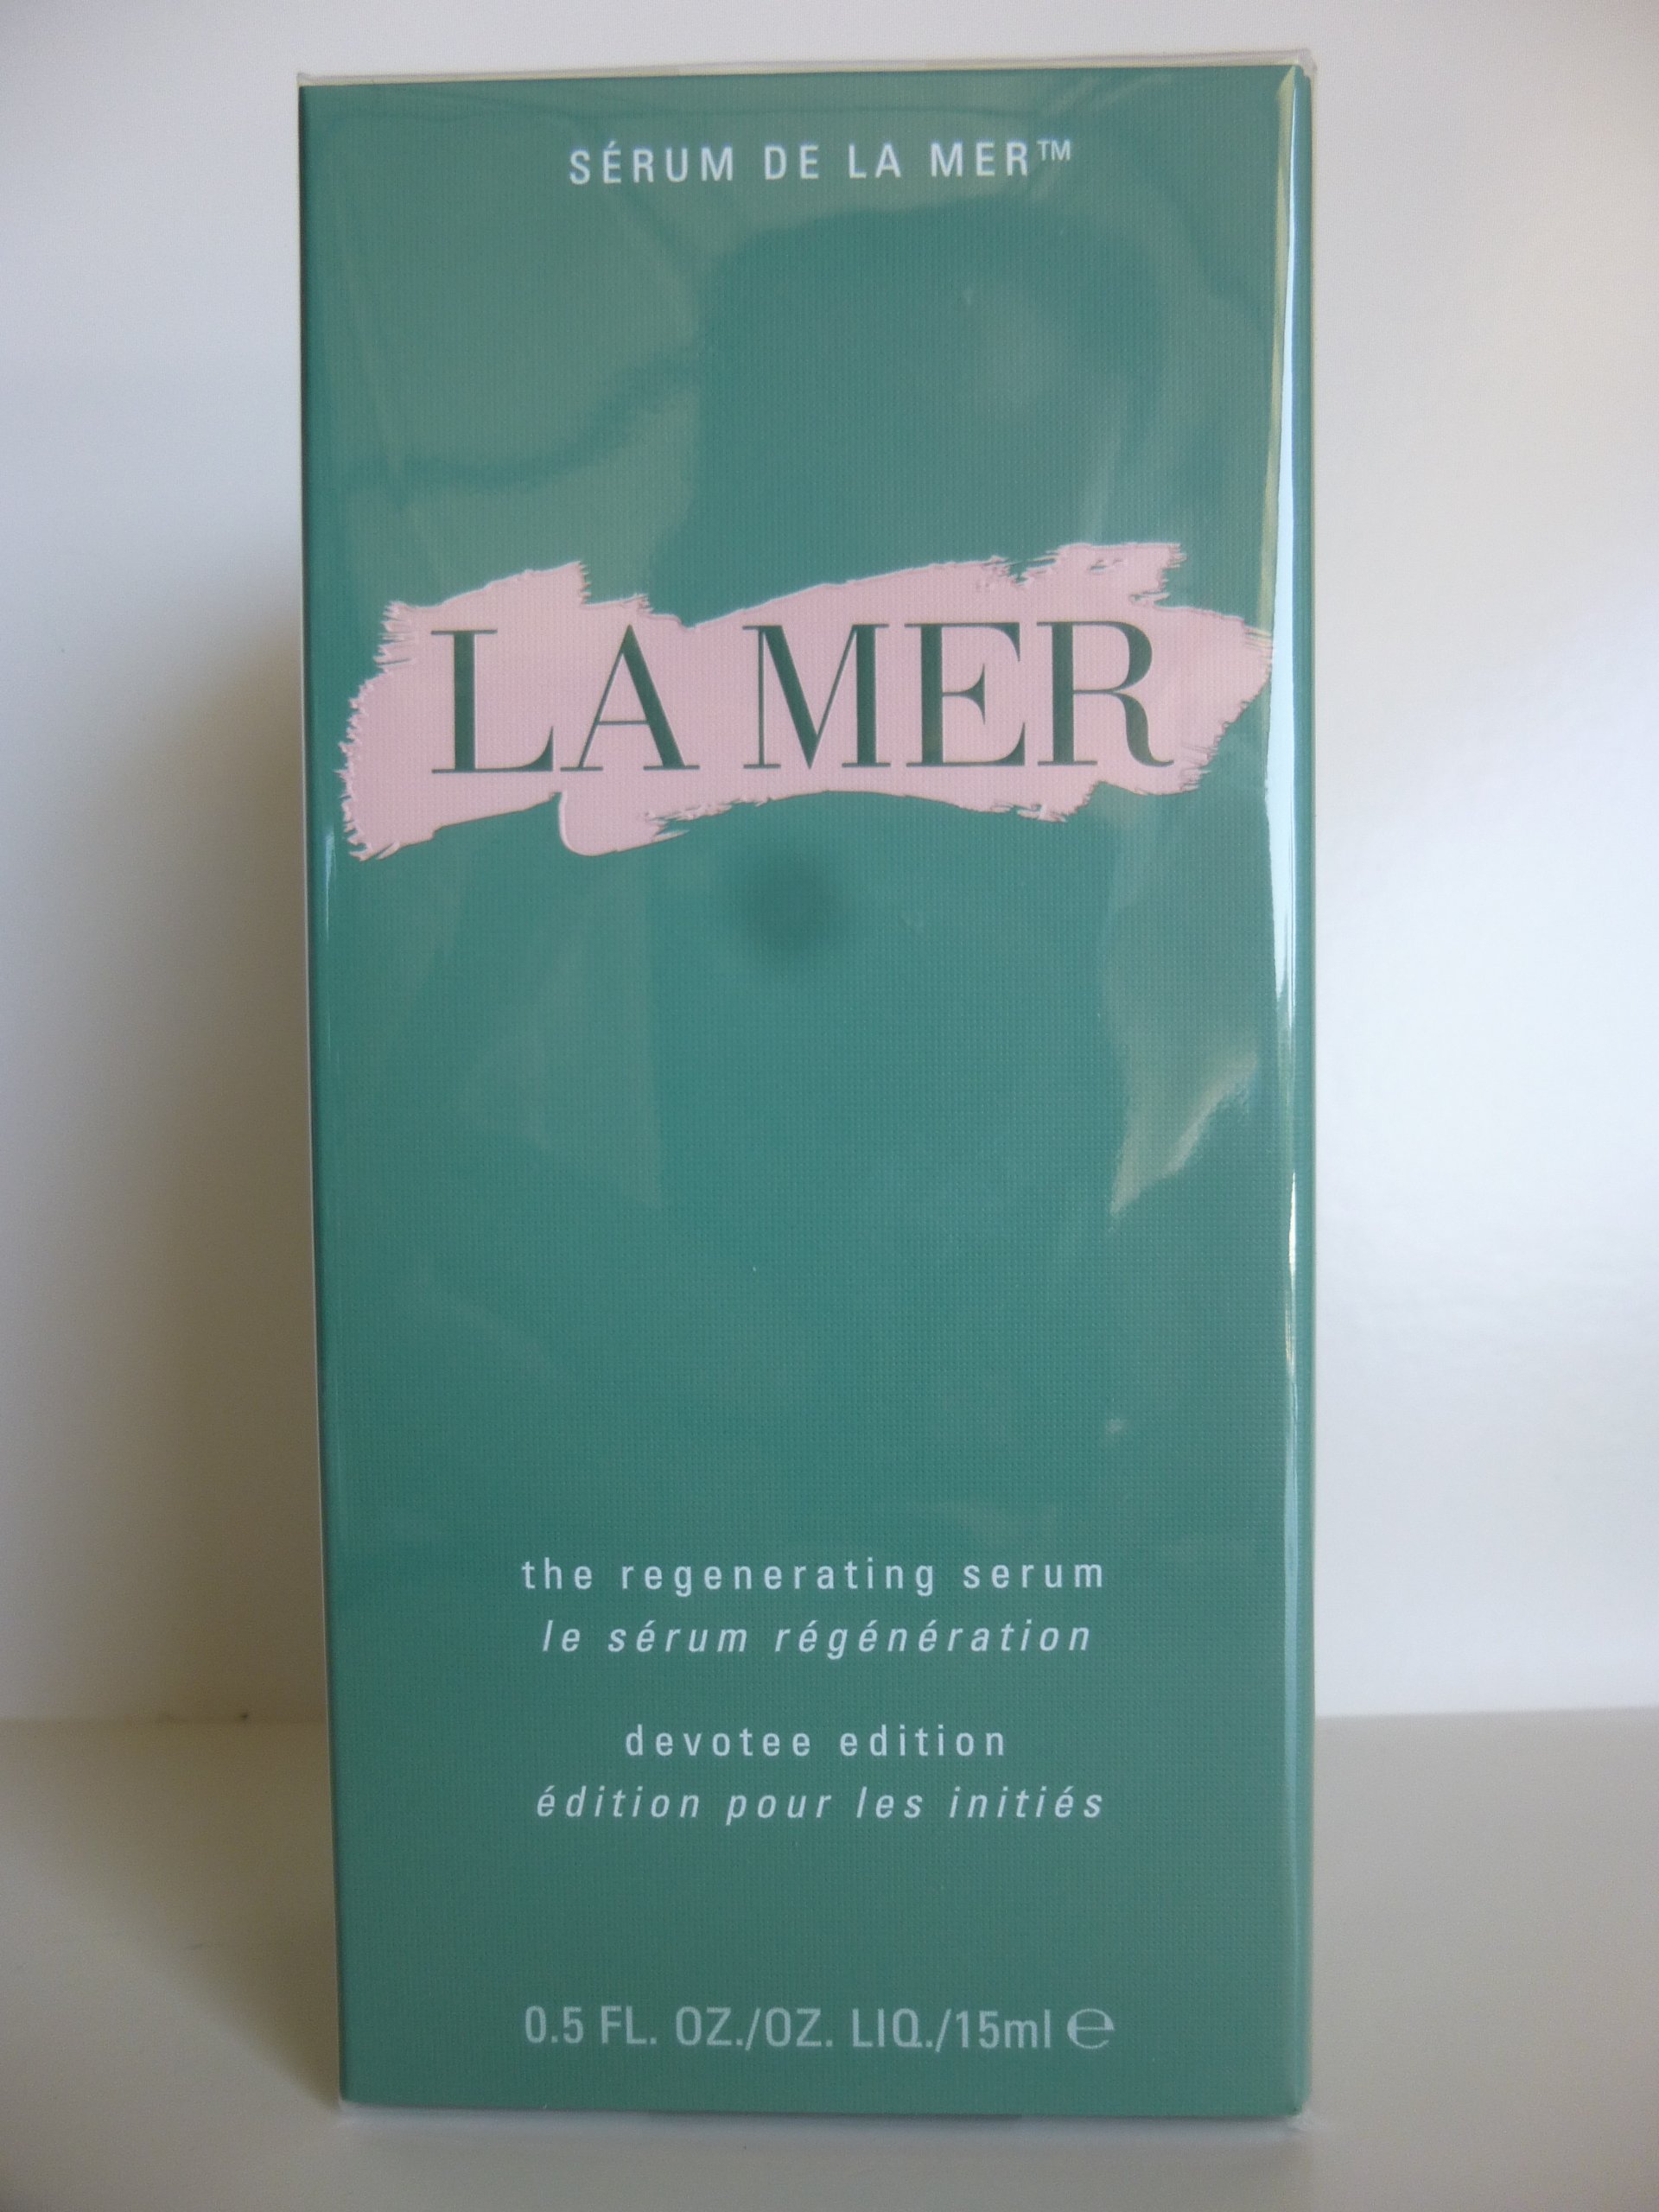 SÉRUM DE LA MER™
LA MER
the regenerating serum
le sérum régénération
devotee edition
édition pour les initiés
0.5 FL. OZ./OZ. LIQ./15ml ℮